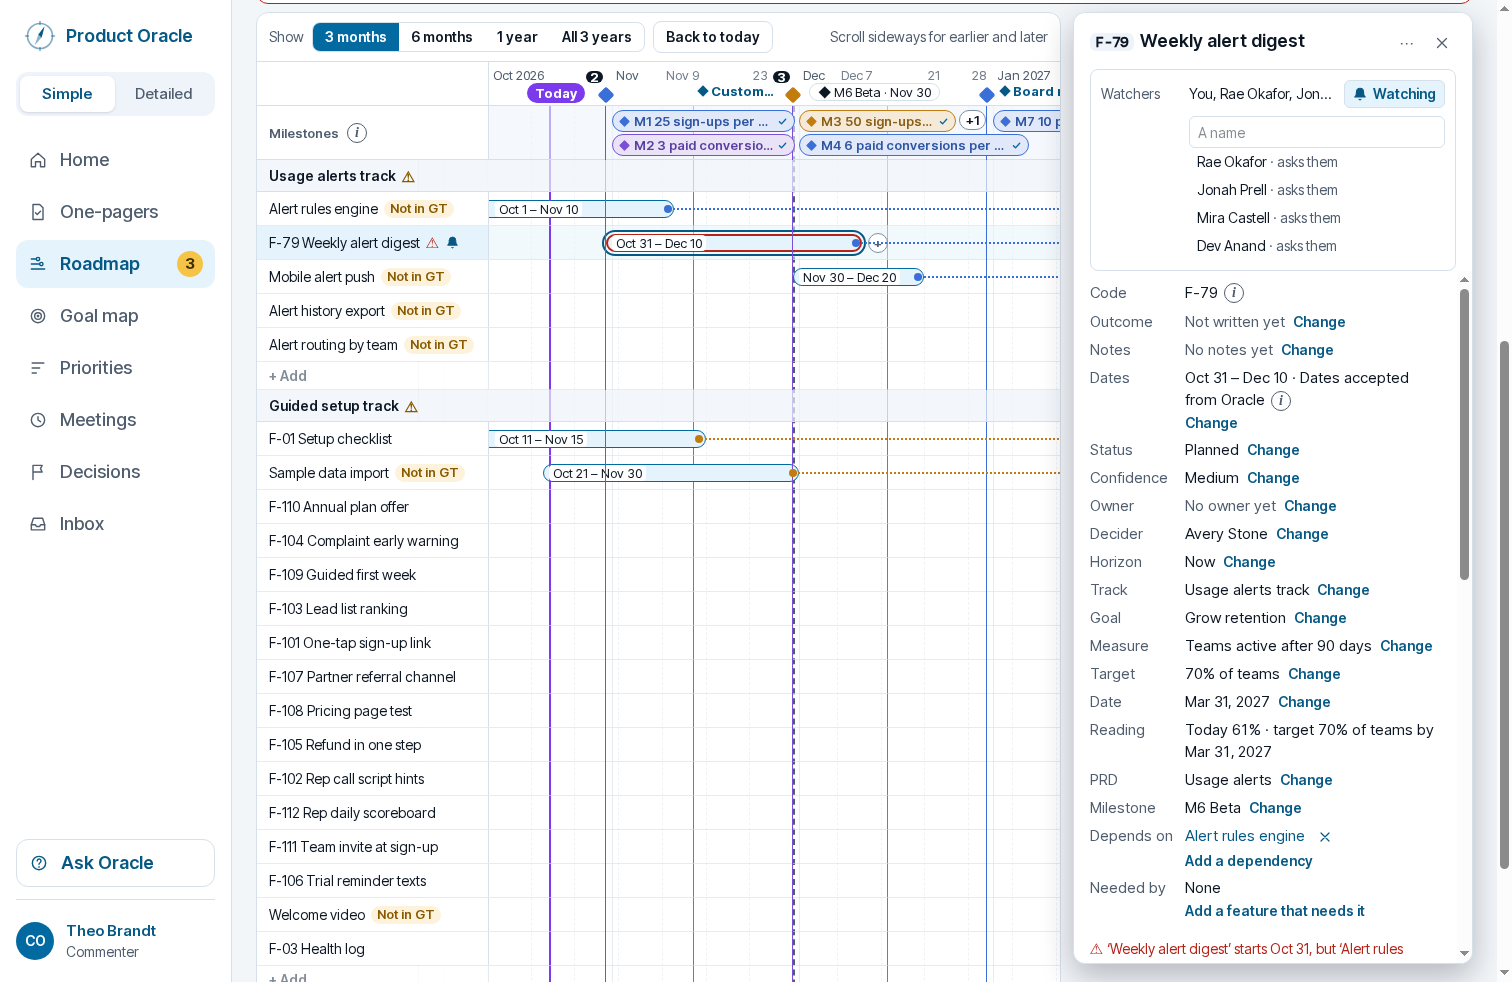 Product Oracle
Simple
Detailed
Home
One-pagers
Roadmap
3
Goal map
Priorities
Meetings
Decisions
Inbox
Ask Oracle
CO
Theo Brandt
Commenter
Show
3 months
6 months
1 year
All 3 years
Back to today
Scroll sideways for earlier and later
Oct 2026
2
Nov
Nov 9
23
3
Dec
Dec 7
21
28
Jan 2027
Today
Custom...
M6 Beta · Nov 30
Board
Milestones
i
M1 25 sign-ups per ...
M3 50 sign-ups...
+1
M7 10 p
M2 3 paid conversio...
M4 6 paid conversions per ...
Usage alerts track
Alert rules engine
Not in GT
Oct 1 – Nov 10
F-79 Weekly alert digest
Oct 31 – Dec 10
Mobile alert push
Not in GT
Nov 30 – Dec 20
Alert history export
Not in GT
Alert routing by team
Not in GT
+ Add
Guided setup track
F-01 Setup checklist
Oct 11 – Nov 15
Sample data import
Not in GT
Oct 21 – Nov 30
F-110 Annual plan offer
F-104 Complaint early warning
F-109 Guided first week
F-103 Lead list ranking
F-101 One-tap sign-up link
F-107 Partner referral channel
F-108 Pricing page test
F-105 Refund in one step
F-102 Rep call script hints
F-112 Rep daily scoreboard
F-111 Team invite at sign-up
F-106 Trial reminder texts
Welcome video
Not in GT
F-03 Health log
+ Add
F-79
Weekly alert digest
...
Watchers
You, Rae Okafor, Jon...
Watching
A name
Rae Okafor · asks them
Jonah Prell · asks them
Mira Castell · asks them
Dev Anand · asks them
Code
F-79
i
Outcome
Not written yet
Change
Notes
No notes yet
Change
Dates
Oct 31 – Dec 10 · Dates accepted
from Oracle
i
Change
Status
Planned
Change
Confidence
Medium
Change
Owner
No owner yet
Change
Decider
Avery Stone
Change
Horizon
Now
Change
Track
Usage alerts track
Change
Goal
Grow retention
Change
Measure
Teams active after 90 days
Change
Target
70% of teams
Change
Date
Mar 31, 2027
Change
Reading
Today 61% · target 70% of teams by
Mar 31, 2027
PRD
Usage alerts
Change
Milestone
M6 Beta
Change
Depends on
Alert rules engine
Add a dependency
Needed by
None
Add a feature that needs it
‘Weekly alert digest’ starts Oct 31, but ‘Alert rules